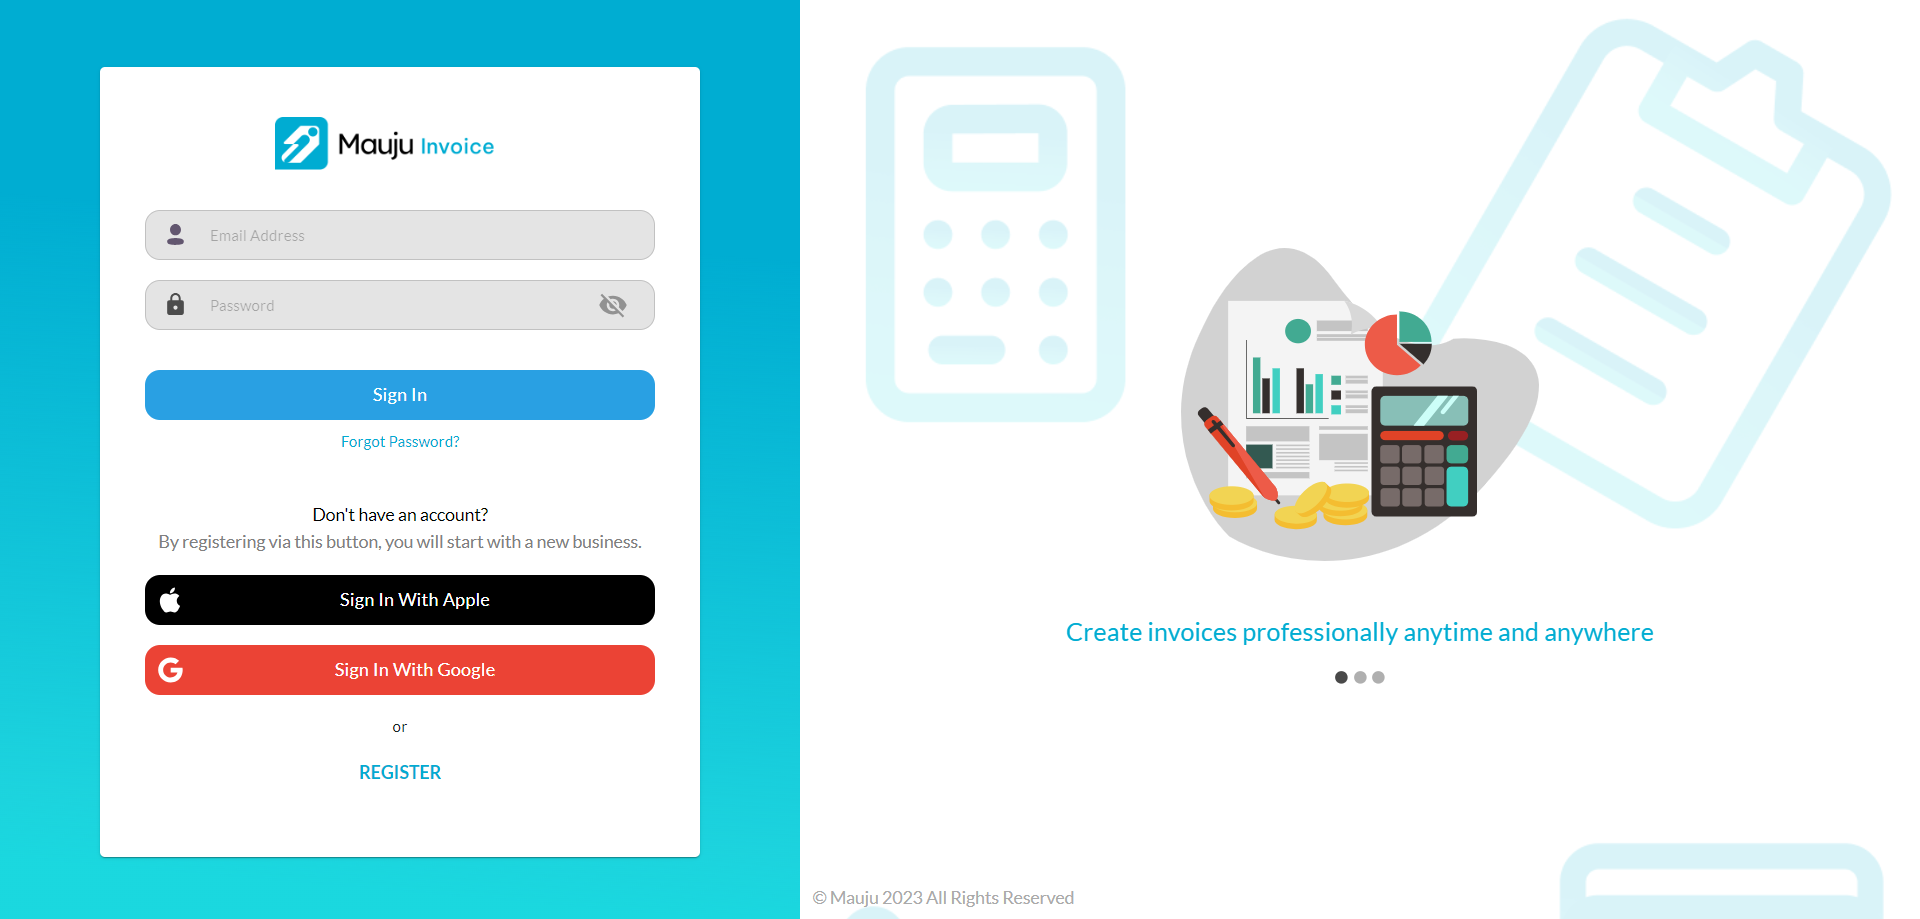 Mauju Invoice
Email Address
Password
Sign In
Forgot Password?
Don't have an account?
By registering via this button, you will start with a new business.
Sign In With Apple
Sign In With Google
or
REGISTER
Create invoices professionally anytime and anywhere
© Mauju 2023 All Rights Reserved